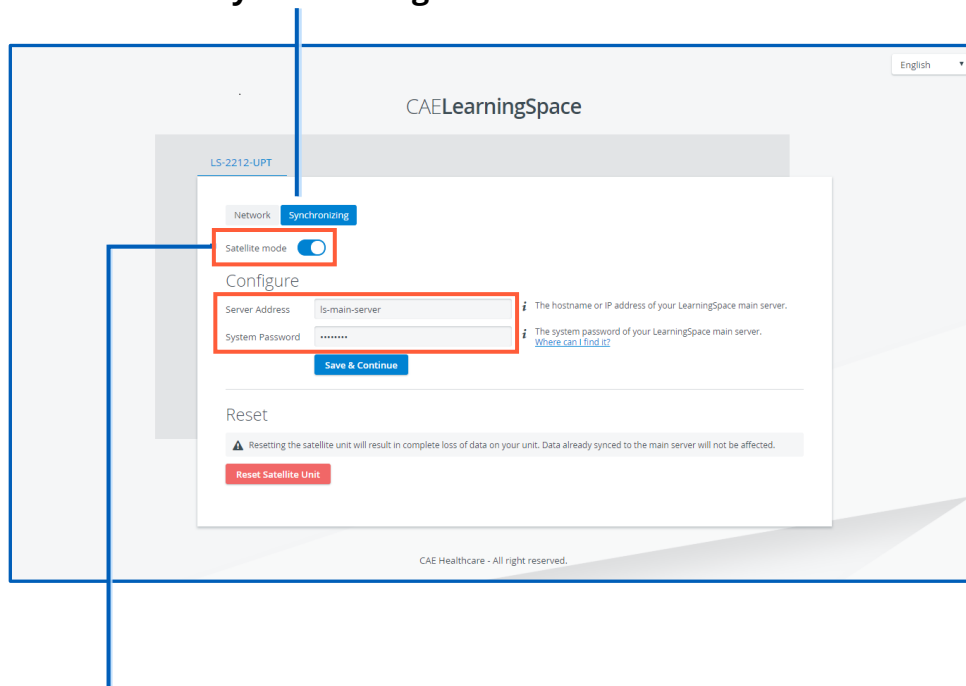 English
CAELearningSpace
LS-2212-UPT
Network Synchronizing
Satellite mode
Configure
Server Address ls-main-server i The hostname or IP address of your LearningSpace main server.
System Password •••••••• i The system password of your LearningSpace main server.
Where can I find it?
Save & Continue
Reset
Resetting the satellite unit will result in complete loss of data on your unit. Data already synced to the main server will not be affected.
Reset Satellite Unit
CAE Healthcare - All right reserved.